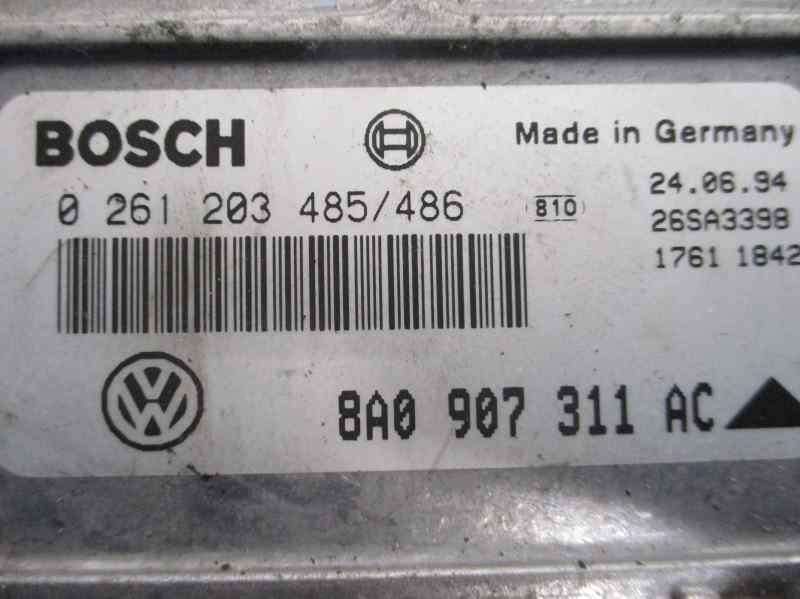 BOSCH
Made in Germany
0 261 203 485/486
810
24.06.94
26SA3398
1761 1842
VW
8A0 907 311 AC